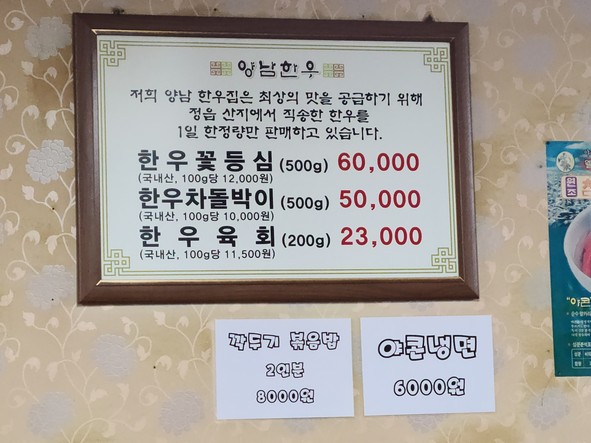 양남한우
저희 양남 한우집은 최상의 맛을 공급하기 위해
정읍 산지에서 직송한 한우를
1일 한정량만 판매하고 있습니다.
한우꽃등심 (500g) 60,000
(국내산, 100g당 12,000원)
한우차돌박이 (500g) 50,000
(국내산, 100g당 10,000원)
한우육회 (200g) 23,000
(국내산, 100g당 11,500원)
깍두기 볶음밥
2인분
8000원
야콘냉면
6000원
원조
"야콘